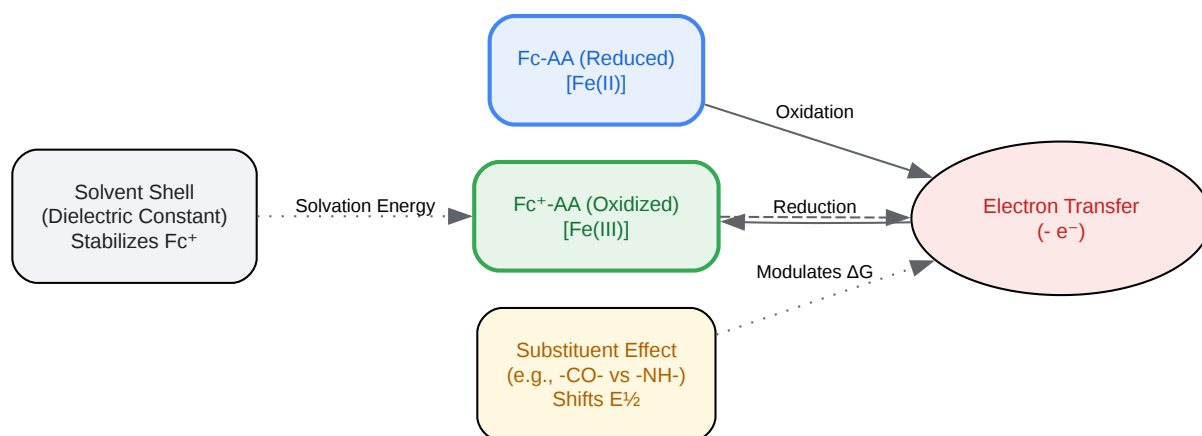 Fc-AA (Reduced)
[Fe(II)]
Oxidation
Solvent Shell
(Dielectric Constant)
Stabilizes Fc⁺
Solvation Energy
Fc⁺-AA (Oxidized)
[Fe(III)]
Reduction
Electron Transfer
(- e⁻)
Modulates ΔG
Substituent Effect
(e.g., -CO- vs -NH-)
Shifts E½